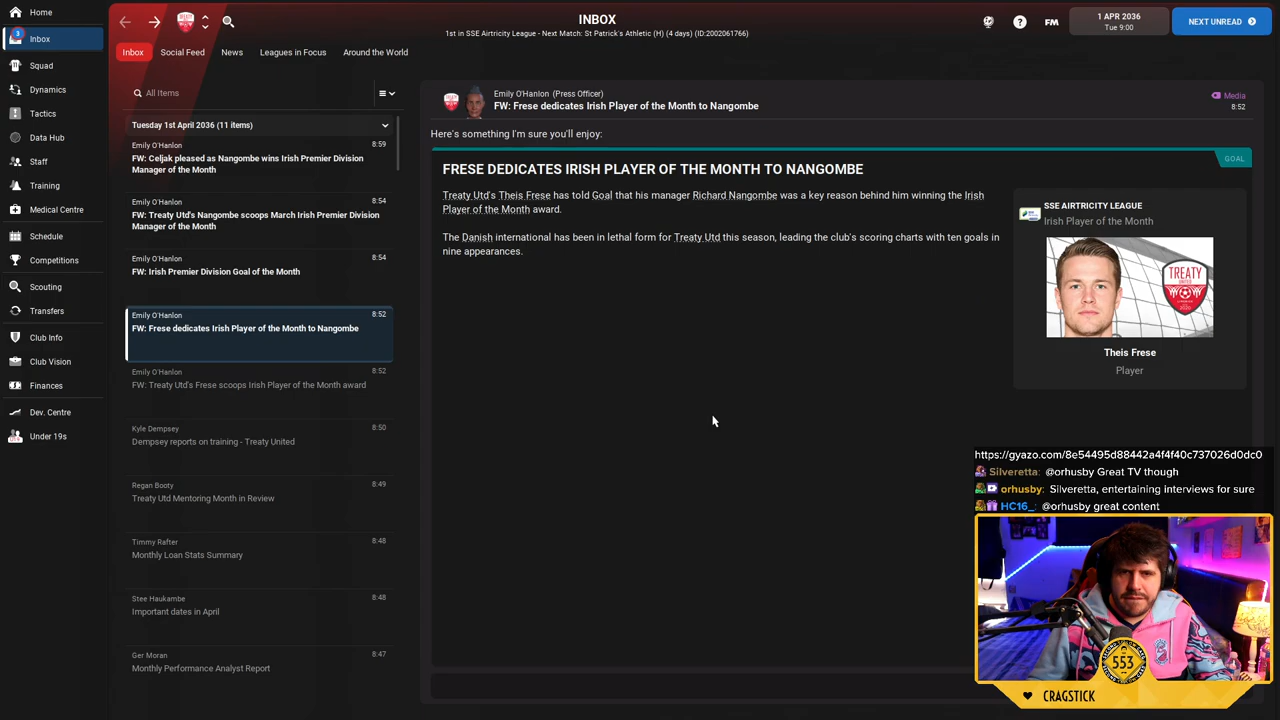 Home
Inbox
3
Squad
Dynamics
Tactics
Data Hub
Staff
Training
Medical Centre
Schedule
Competitions
Scouting
Transfers
Club Info
Club Vision
Finances
Dev. Centre
Under 19s
INBOX
1st in SSE Airtricity League - Next Match: St Patrick's Athletic (H) (4 days) (ID:2002061766)
FM
1 APR 2036
Tue 9:00
NEXT UNREAD
Inbox
Social Feed
News
Leagues in Focus
Around the World
All Items
Tuesday 1st April 2036 (11 items)
Emily O'Hanlon 8:59
FW: Celjak pleased as Nangombe wins Irish Premier Division
Manager of the Month
Emily O'Hanlon 8:54
FW: Treaty Utd's Nangombe scoops March Irish Premier Division
Manager of the Month
Emily O'Hanlon 8:54
FW: Irish Premier Division Goal of the Month
Emily O'Hanlon 8:52
FW: Frese dedicates Irish Player of the Month to Nangombe
Emily O'Hanlon 8:52
FW: Treaty Utd's Frese scoops Irish Player of the Month award
Kyle Dempsey 8:50
Dempsey reports on training - Treaty United
Regan Booty 8:49
Treaty Utd Mentoring Month in Review
Timmy Rafter 8:48
Monthly Loan Stats Summary
Stee Haukambe 8:48
Important dates in April
Ger Moran 8:47
Monthly Performance Analyst Report
Emily O'Hanlon (Press Officer)
FW: Frese dedicates Irish Player of the Month to Nangombe
Media
8:52
Here's something I'm sure you'll enjoy:
GOAL
FRESE DEDICATES IRISH PLAYER OF THE MONTH TO NANGOMBE
Treaty Utd's Theis Frese has told Goal that his manager Richard Nangombe was a key reason behind him winning the Irish
Player of the Month award.
The Danish international has been in lethal form for Treaty Utd this season, leading the club's scoring charts with ten goals in
nine appearances.
SSE AIRTRICITY LEAGUE
Irish Player of the Month
TREATY
UNITED
Theis Frese
Player
https://gyazo.com/8e54495d88442a4f4f40c737026d0dc0
Silveretta: @orhusby Great TV though
orhusby: Silveretta, entertaining interviews for sure
HC16_: @orhusby great content
553
CRAGSTICK